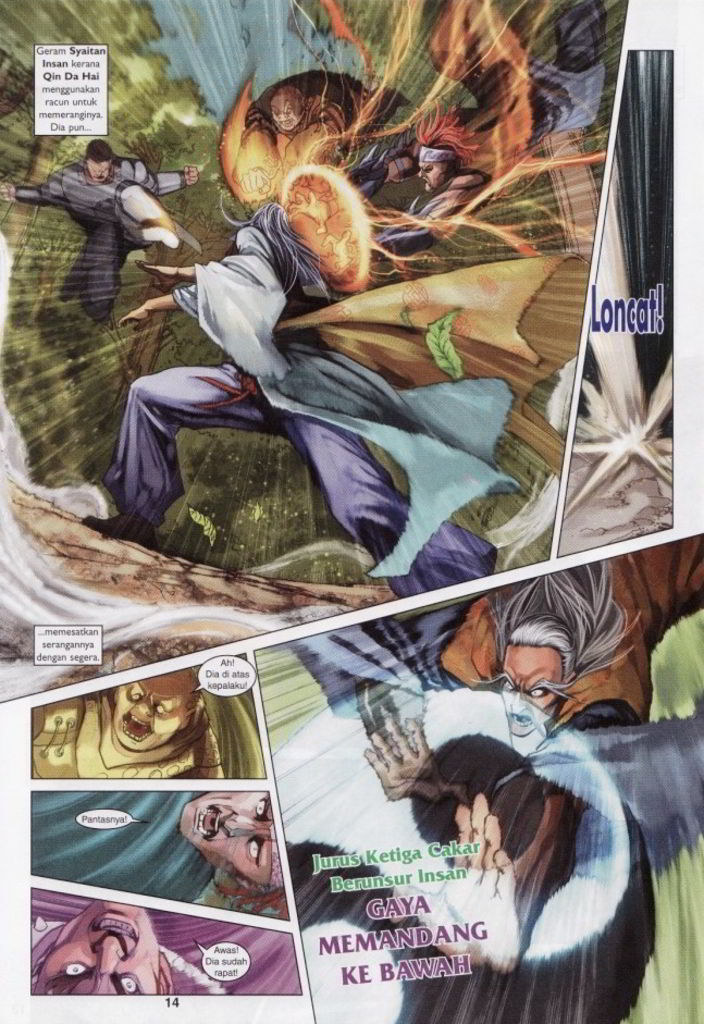 Geram Syaitan
Insan kerana
Qin Da Hai
menggunakan
racun untuk
memeranginya.
Dia pun...
Loncat!
...memesatkan
serangannya
dengan segera.
Ah!
Dia di atas
kepalaku!
Pantasnya!
Awas!
Dia sudah
rapat!
Jurus Ketiga Cakar
Berunsur Insan
GAYA
MEMANDANG
KE BAWAH
14